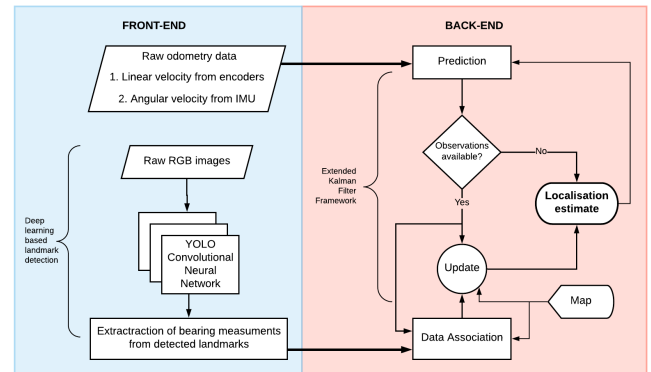 FRONT-END
Raw odometry data
1. Linear velocity from encoders
2. Angular velocity from IMU
Raw RGB images
Deep
learning
based
landmark
detection
YOLO
Convolutional
Neural
Network
Extractraction of bearing measuments
from detected landmarks
BACK-END
Prediction
Observations
available?
No
Yes
Extended
Kalman
Filter
Framework
Localisation
estimate
Update
Map
Data Association